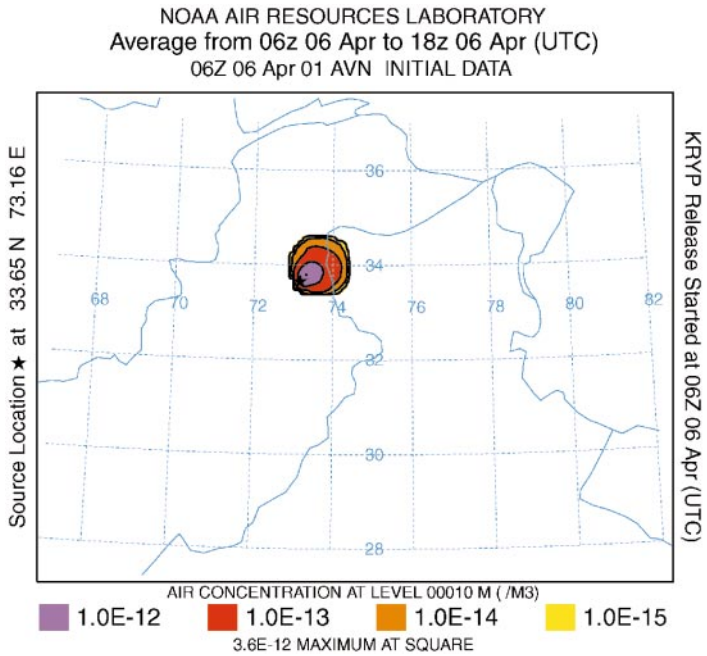 NOAA AIR RESOURCES LABORATORY
Average from 06z 06 Apr to 18z 06 Apr (UTC)
06Z 06 Apr 01 AVN INITIAL DATA
Source Location ★ at 33.65 N 73.16 E
36
34
68
70
72
74
76
78
80
82
32
30
28
KRYP Release Started at 06Z 06 Apr (UTC)
AIR CONCENTRATION AT LEVEL 00010 M ( /M3)
1.0E-12 1.0E-13 1.0E-14 1.0E-15
3.6E-12 MAXIMUM AT SQUARE